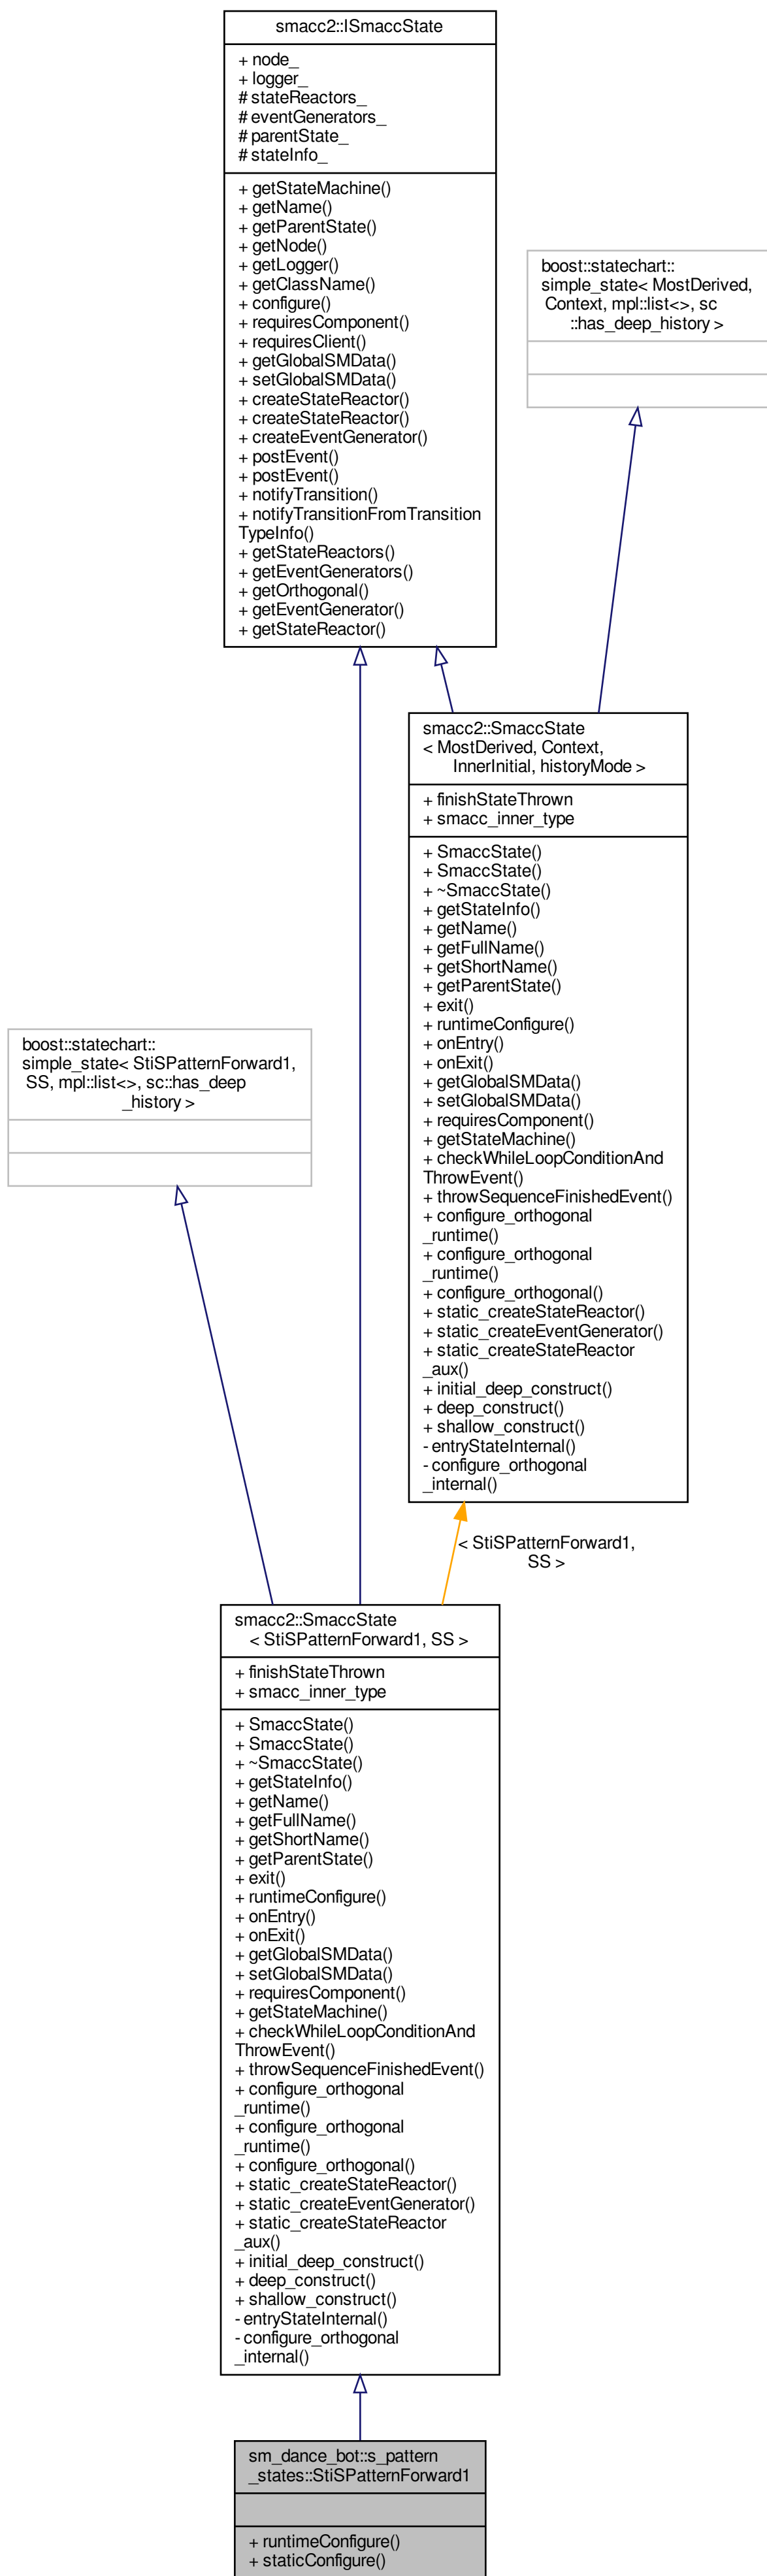 smacc2::ISmaccState
+ node_
+ logger_
# stateReactors_
# eventGenerators_
# parentState_
# stateInfo_
+ getStateMachine()
+ getName()
+ getParentState()
+ getNode()
+ getLogger()
+ getClassName()
+ configure()
+ requiresComponent()
+ requiresClient()
+ getGlobalSMData()
+ setGlobalSMData()
+ createStateReactor()
+ createStateReactor()
+ createEventGenerator()
+ postEvent()
+ postEvent()
+ notifyTransition()
+ notifyTransitionFromTransition
TypeInfo()
+ getStateReactors()
+ getEventGenerators()
+ getOrthogonal()
+ getEventGenerator()
+ getStateReactor()
boost::statechart::
simple_state< MostDerived,
Context, mpl::list<>, sc
::has_deep_history >
smacc2::SmaccState
< MostDerived, Context,
InnerInitial, historyMode >
+ finishStateThrown
+ smacc_inner_type
+ SmaccState()
+ SmaccState()
+ ~SmaccState()
+ getStateInfo()
+ getName()
+ getFullName()
+ getShortName()
+ getParentState()
+ exit()
+ runtimeConfigure()
+ onEntry()
+ onExit()
+ getGlobalSMData()
+ setGlobalSMData()
+ requiresComponent()
+ getStateMachine()
+ checkWhileLoopConditionAnd
ThrowEvent()
+ throwSequenceFinishedEvent()
+ configure_orthogonal
_runtime()
+ configure_orthogonal
_runtime()
+ configure_orthogonal()
+ static_createStateReactor()
+ static_createEventGenerator()
+ static_createStateReactor
_aux()
+ initial_deep_construct()
+ deep_construct()
+ shallow_construct()
- entryStateInternal()
- configure_orthogonal
_internal()
boost::statechart::
simple_state< StiSPatternForward1,
SS, mpl::list<>, sc::has_deep
_history >
< StiSPatternForward1,
SS >
smacc2::SmaccState
< StiSPatternForward1, SS >
+ finishStateThrown
+ smacc_inner_type
+ SmaccState()
+ SmaccState()
+ ~SmaccState()
+ getStateInfo()
+ getName()
+ getFullName()
+ getShortName()
+ getParentState()
+ exit()
+ runtimeConfigure()
+ onEntry()
+ onExit()
+ getGlobalSMData()
+ setGlobalSMData()
+ requiresComponent()
+ getStateMachine()
+ checkWhileLoopConditionAnd
ThrowEvent()
+ throwSequenceFinishedEvent()
+ configure_orthogonal
_runtime()
+ configure_orthogonal
_runtime()
+ configure_orthogonal()
+ static_createStateReactor()
+ static_createEventGenerator()
+ static_createStateReactor
_aux()
+ initial_deep_construct()
+ deep_construct()
+ shallow_construct()
- entryStateInternal()
- configure_orthogonal
_internal()
sm_dance_bot::s_pattern
_states::StiSPatternForward1
+ runtimeConfigure()
+ staticConfigure()